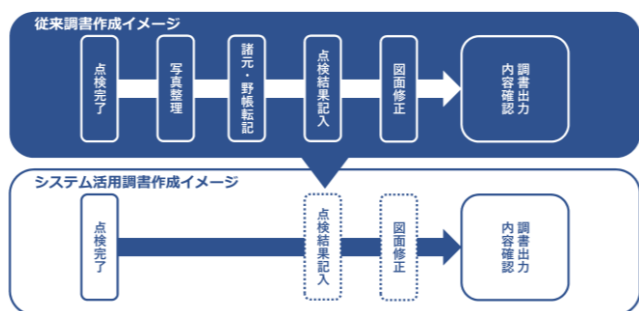 従来調書作成イメージ
点検完了
写真整理
諸元・野帳転記
点検結果記入
図面修正
調書出力
内容確認
システム活用調書作成イメージ
点検完了
点検結果記入
図面修正
調書出力
内容確認